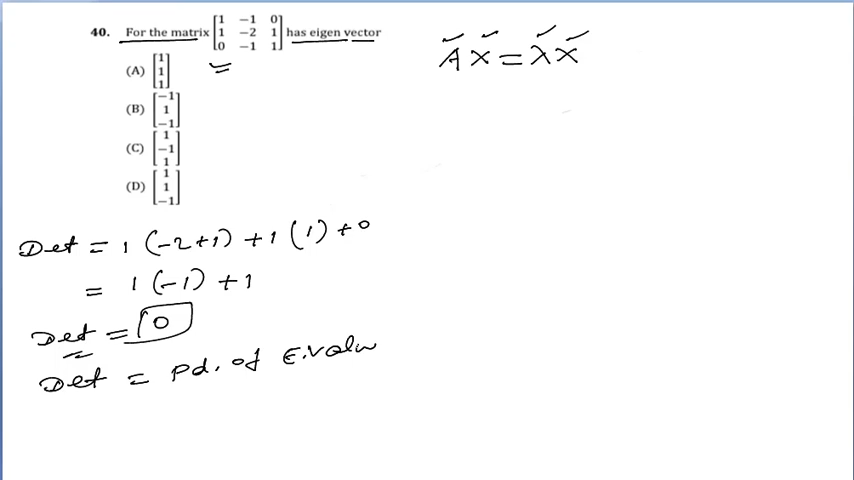 40. For the matrix [1 −1 0; 1 −2 1; 0 −1 1] has eigen vector
(A) [1; 1; 1]
(B) [−1; 1; −1]
(C) [1; −1; 1]
(D) [1; 1; −1]
A X = λ X
Det = 1 (-2+1) +1 (1) +0
= 1 (-1) +1
Det = 0
Det = Pd. of E.valu